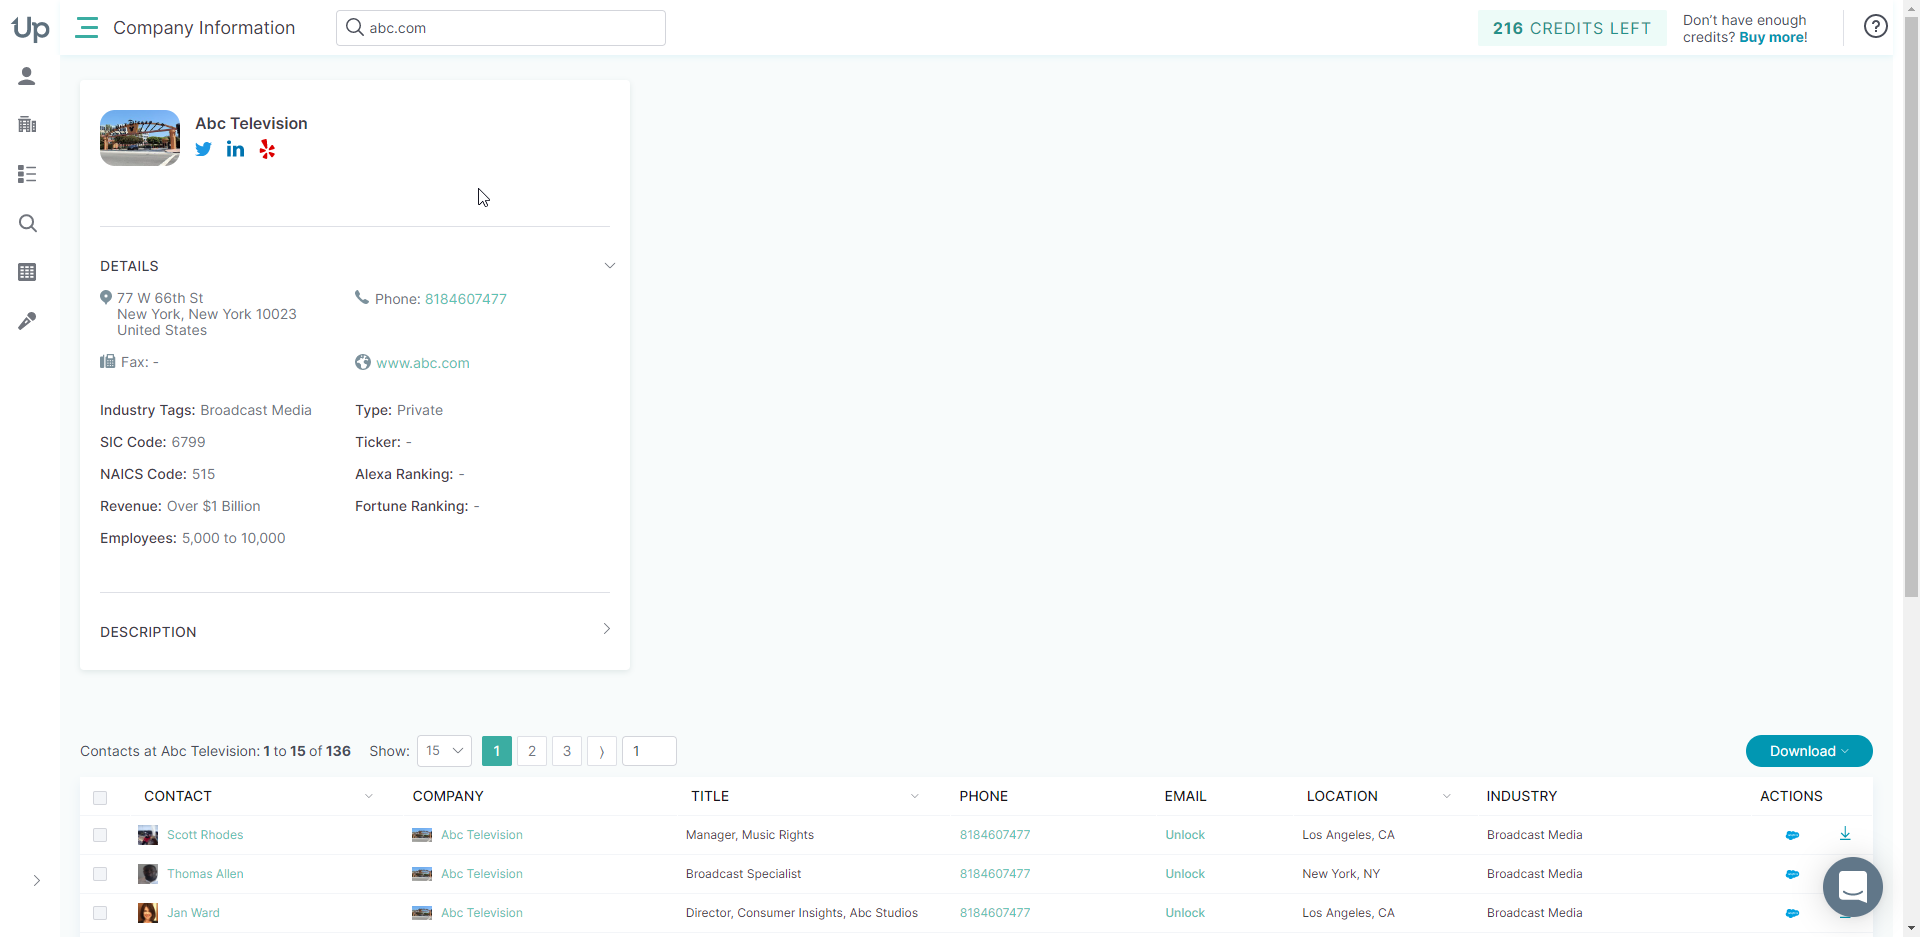 Up
Company Information
abc.com
216 CREDITS LEFT
Don't have enough
credits? Buy more!
Abc Television
DETAILS
77 W 66th St
New York, New York 10023
United States
Phone: 8184607477
Fax: -
www.abc.com
Industry Tags: Broadcast Media
Type: Private
SIC Code: 6799
Ticker: -
NAICS Code: 515
Alexa Ranking: -
Revenue: Over $1 Billion
Fortune Ranking: -
Employees: 5,000 to 10,000
DESCRIPTION
Contacts at Abc Television: 1 to 15 of 136 Show: 15 1 2 3 ⟩ 1 Download
CONTACT COMPANY TITLE PHONE EMAIL LOCATION INDUSTRY ACTIONS
Scott Rhodes Abc Television Manager, Music Rights 8184607477 Unlock Los Angeles, CA Broadcast Media
Thomas Allen Abc Television Broadcast Specialist 8184607477 Unlock New York, NY Broadcast Media
Jan Ward Abc Television Director, Consumer Insights, Abc Studios 8184607477 Unlock Los Angeles, CA Broadcast Media